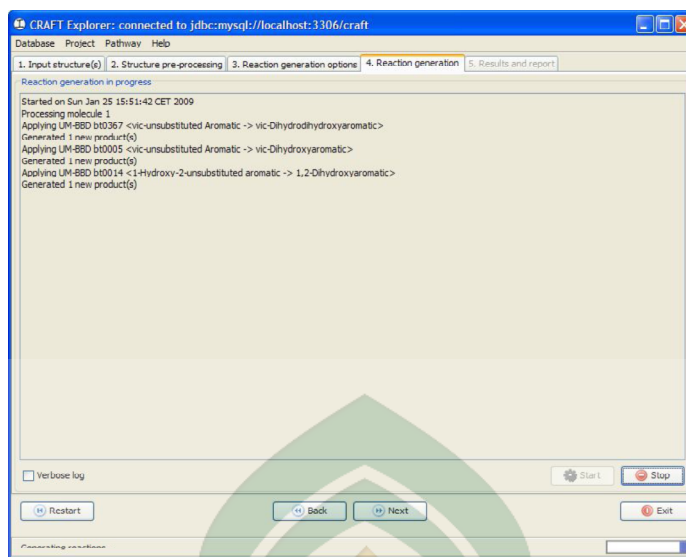 CRAFT Explorer: connected to jdbc:mysql://localhost:3306/craft
Database Project Pathway Help
1. Input structure(s) 2. Structure pre-processing 3. Reaction generation options 4. Reaction generation 5. Results and report
Reaction generation in progress
Started on Sun Jan 25 15:51:42 CET 2009
Processing molecule 1
Applying UM-BBD bt0367 <vic-unsubstituted Aromatic -> vic-Dihydrodihydroxyaromatic>
Generated 1 new product(s)
Applying UM-BBD bt0005 <vic-unsubstituted Aromatic -> vic-Dihydroxyaromatic>
Generated 1 new product(s)
Applying UM-BBD bt0014 <1-Hydroxy-2-unsubstituted aromatic -> 1,2-Dihydroxyaromatic>
Generated 1 new product(s)
Verbose log Start Stop
Restart Back Next Exit
Generating reactions